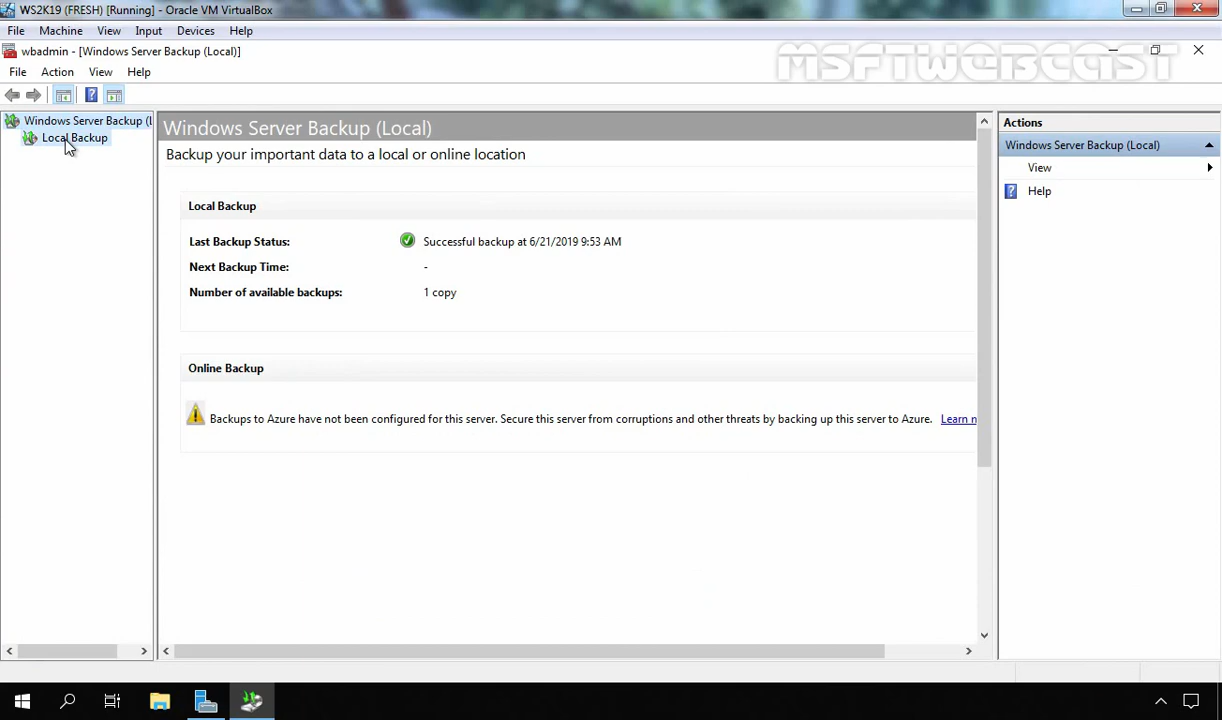 WS2K19 (FRESH) [Running] - Oracle VM VirtualBox
File Machine View Input Devices Help
wbadmin - [Windows Server Backup (Local)]
MSFTWEBCAST
File Action View Help
Windows Server Backup (L
Local Backup
Windows Server Backup (Local)
Backup your important data to a local or online location
Local Backup
Last Backup Status: Successful backup at 6/21/2019 9:53 AM
Next Backup Time: -
Number of available backups: 1 copy
Online Backup
Backups to Azure have not been configured for this server. Secure this server from corruptions and other threats by backing up this server to Azure. Learn
Actions
Windows Server Backup (Local)
View
Help